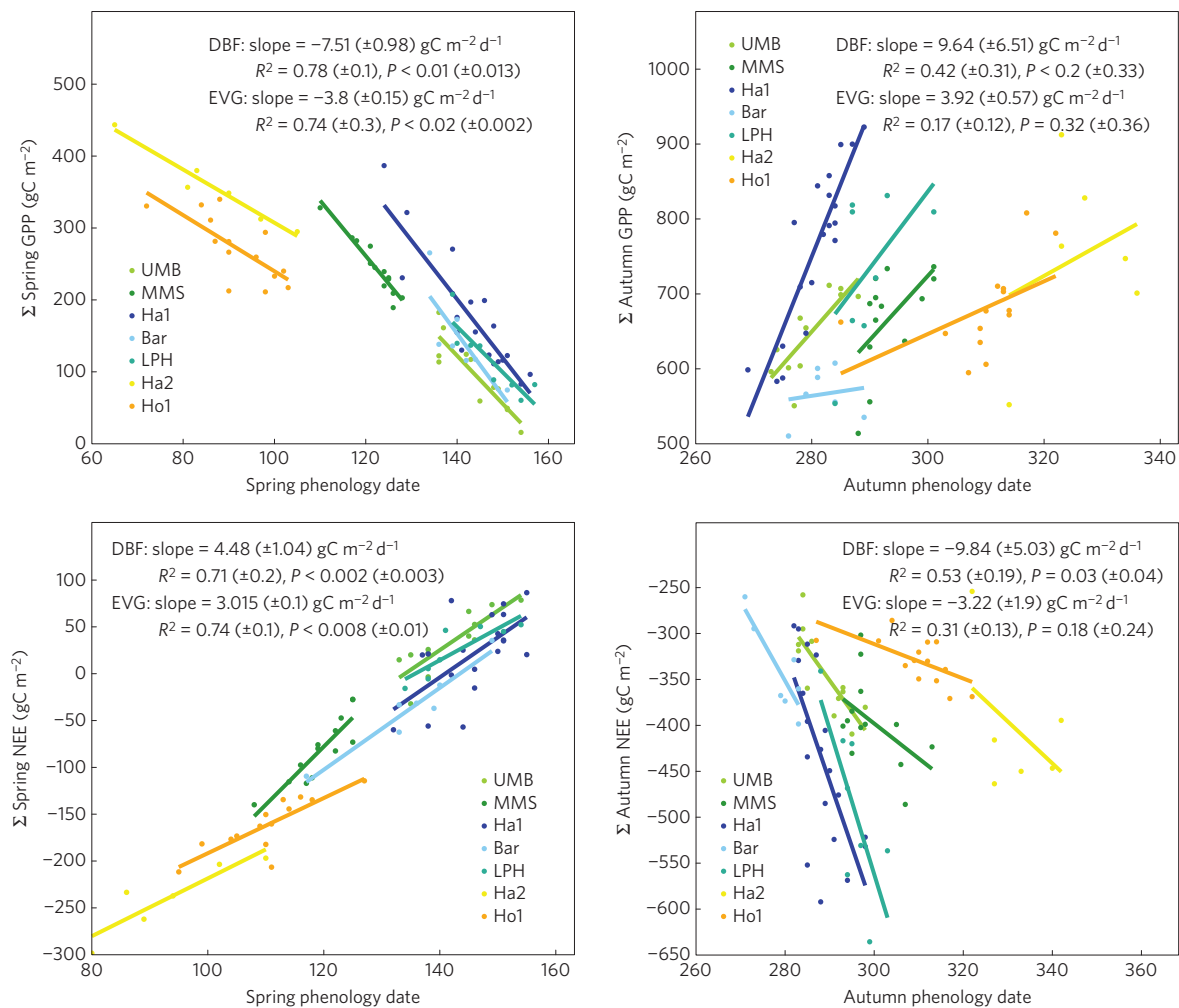 DBF: slope = −7.51 (±0.98) gC m−2 d−1
R2 = 0.78 (±0.1), P < 0.01 (±0.013)
EVG: slope = −3.8 (±0.15) gC m−2 d−1
R2 = 0.74 (±0.3), P < 0.02 (±0.002)
500
400
300
200
100
0
Σ Spring GPP (gC m−2)
UMB
MMS
Ha1
Bar
LPH
Ha2
Ho1
60
80
100
120
140
160
Spring phenology date
UMB
MMS
Ha1
Bar
LPH
Ha2
Ho1
DBF: slope = 9.64 (±6.51) gC m−2 d−1
R2 = 0.42 (±0.31), P < 0.2 (±0.33)
EVG: slope = 3.92 (±0.57) gC m−2 d−1
R2 = 0.17 (±0.12), P = 0.32 (±0.36)
1000
900
800
700
600
500
Σ Autumn GPP (gC m−2)
260
280
300
320
340
Autumn phenology date
DBF: slope = 4.48 (±1.04) gC m−2 d−1
R2 = 0.71 (±0.2), P < 0.002 (±0.003)
EVG: slope = 3.015 (±0.1) gC m−2 d−1
R2 = 0.74 (±0.1), P < 0.008 (±0.01)
100
50
0
−50
−100
−150
−200
−250
−300
Σ Spring NEE (gC m−2)
UMB
MMS
Ha1
Bar
LPH
Ha2
Ho1
80
100
120
140
160
Spring phenology date
DBF: slope = −9.84 (±5.03) gC m−2 d−1
R2 = 0.53 (±0.19), P = 0.03 (±0.04)
EVG: slope = −3.22 (±1.9) gC m−2 d−1
R2 = 0.31 (±0.13), P = 0.18 (±0.24)
−200
−250
−300
−350
−400
−450
−500
−550
−600
−650
Σ Autumn NEE (gC m−2)
UMB
MMS
Ha1
Bar
LPH
Ha2
Ho1
260
280
300
320
340
360
Autumn phenology date